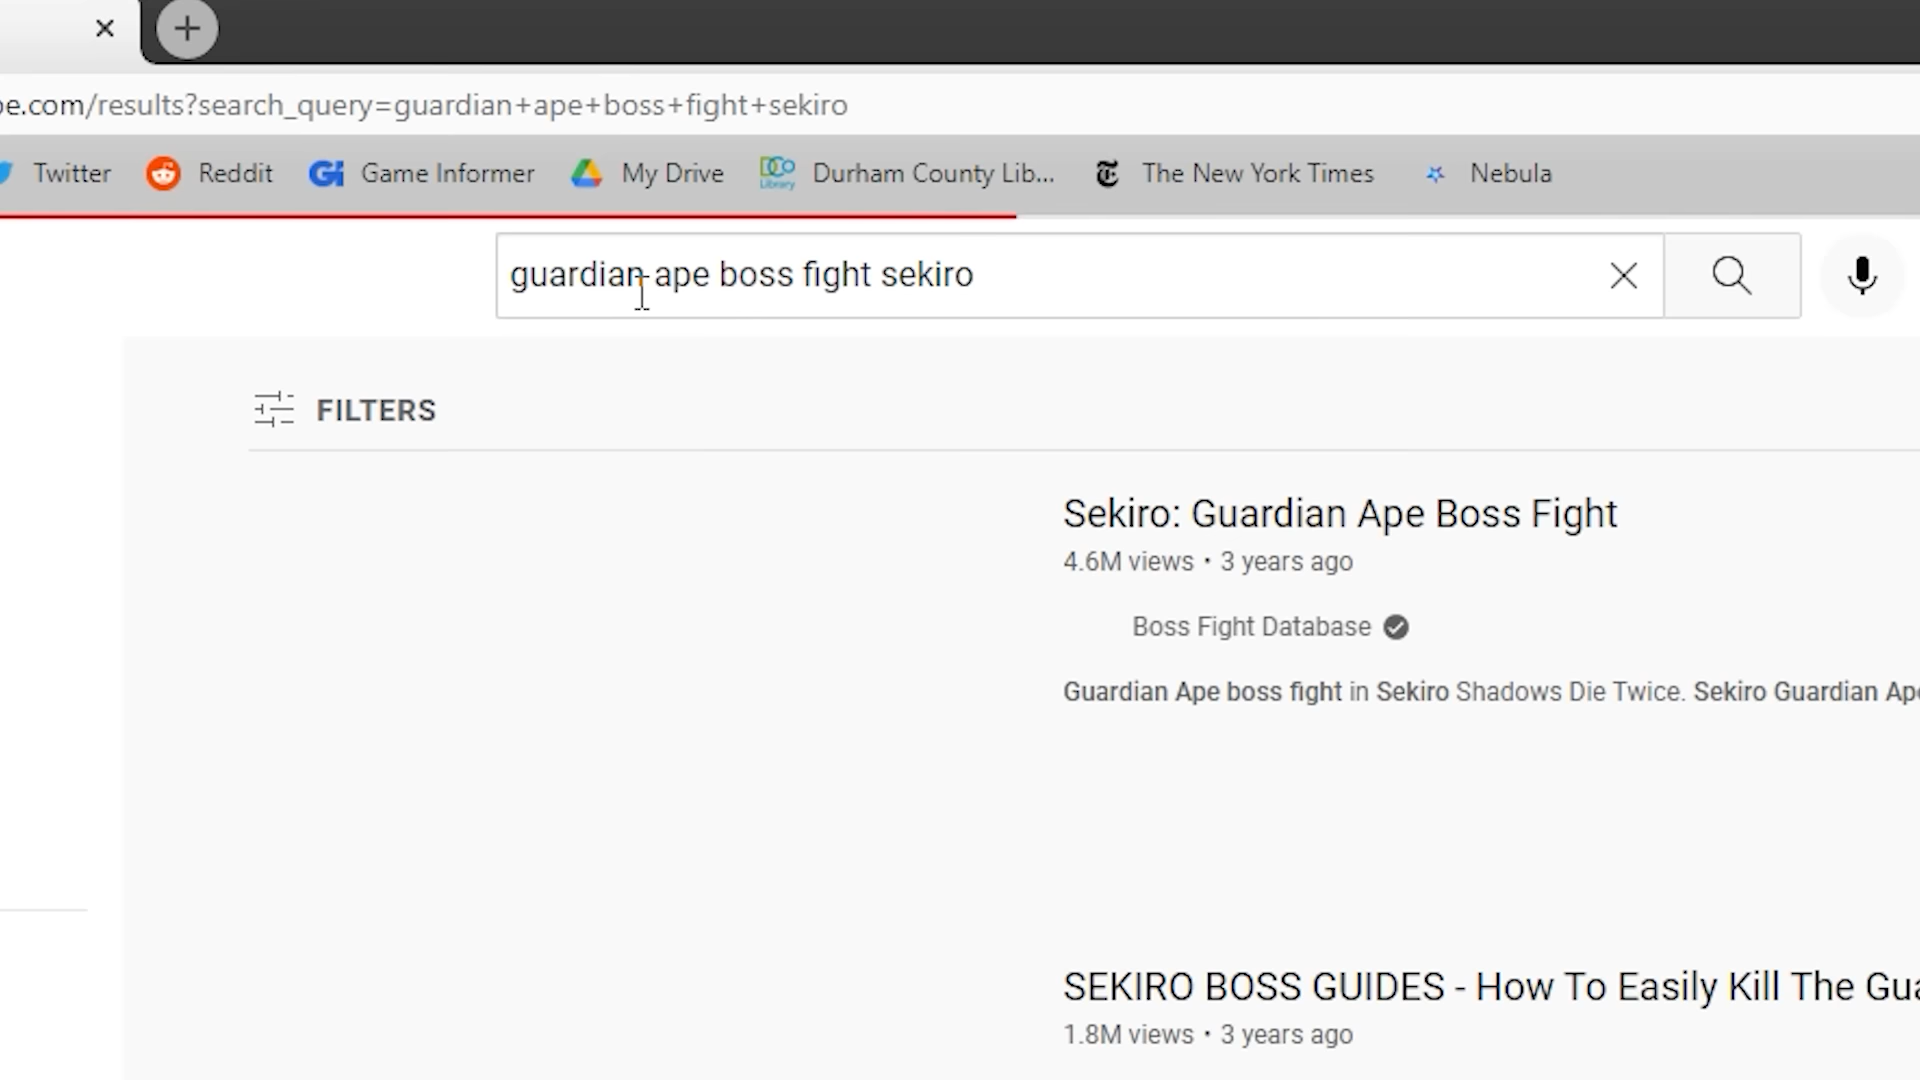 be.com/results?search_query=guardian+ape+boss+fight+sekiro
Twitter Reddit Game Informer My Drive Durham County Lib... The New York Times Nebula
guardian ape boss fight sekiro
FILTERS
Sekiro: Guardian Ape Boss Fight
4.6M views • 3 years ago
Boss Fight Database
Guardian Ape boss fight in Sekiro Shadows Die Twice. Sekiro Guardian Ape
SEKIRO BOSS GUIDES - How To Easily Kill The Gua
1.8M views • 3 years ago